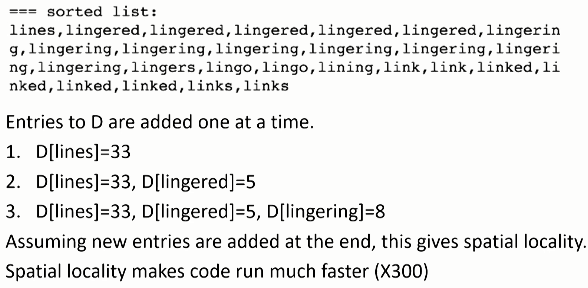 === sorted list:
lines,lingered,lingered,lingered,lingered,lingered,lingerin
g,lingering,lingering,lingering,lingering,lingering,lingeri
ng,lingering,lingers,lingo,lingo,lining,link,link,linked,li
nked,linked,linked,links,links
Entries to D are added one at a time.
1. D[lines]=33
2. D[lines]=33, D[lingered]=5
3. D[lines]=33, D[lingered]=5, D[lingering]=8
Assuming new entries are added at the end, this gives spatial locality.
Spatial locality makes code run much faster (X300)